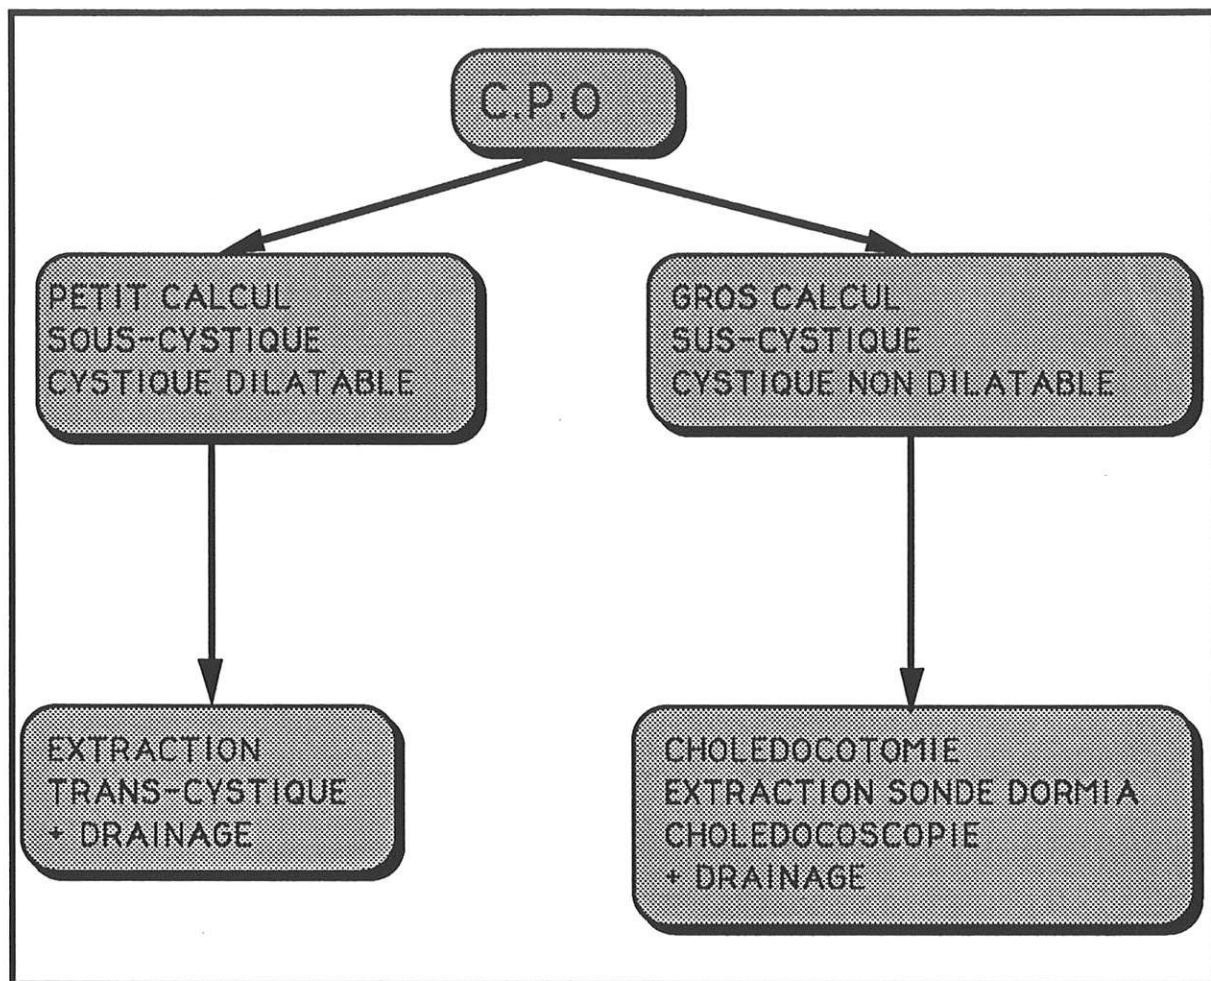 C.P.O
PETIT CALCUL
SOUS-CYSTIQUE
CYSTIQUE DILATABLE
GROS CALCUL
SUS-CYSTIQUE
CYSTIQUE NON DILATABLE
EXTRACTION
TRANS-CYSTIQUE
+ DRAINAGE
CHOLEDOCOTOMIE
EXTRACTION SONDE DORMIA
CHOLEDOCOSCOPIE
+ DRAINAGE